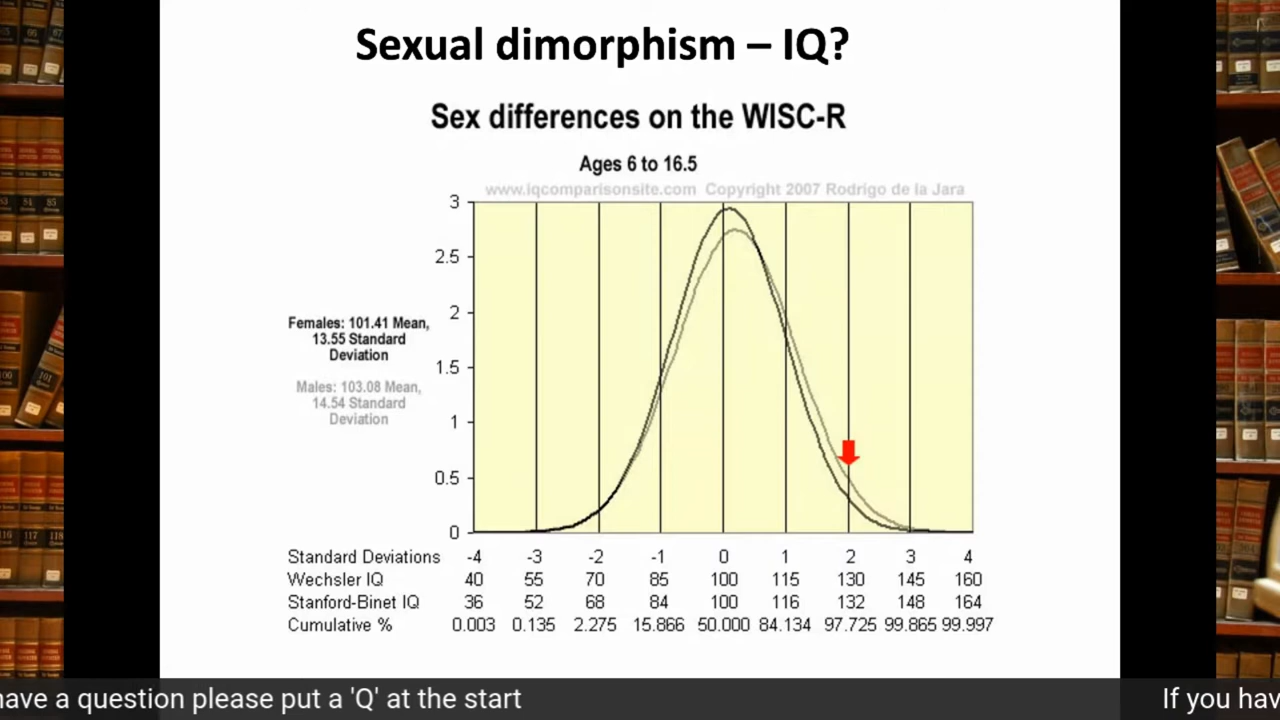 Sexual dimorphism – IQ?
Sex differences on the WISC-R
Ages 6 to 16.5
www.iqcomparisonsite.com Copyright 2007 Rodrigo de la Jara
3
2.5
2
1.5
1
0.5
0
Females: 101.41 Mean,
13.55 Standard
Deviation
Males: 103.08 Mean,
14.54 Standard
Deviation
Standard Deviations -4 -3 -2 -1 0 1 2 3 4
Wechsler IQ 40 55 70 85 100 115 130 145 160
Stanford-Binet IQ 36 52 68 84 100 116 132 148 164
Cumulative % 0.003 0.135 2.275 15.866 50.000 84.134 97.725 99.865 99.997
have a question please put a 'Q' at the start
If you hav